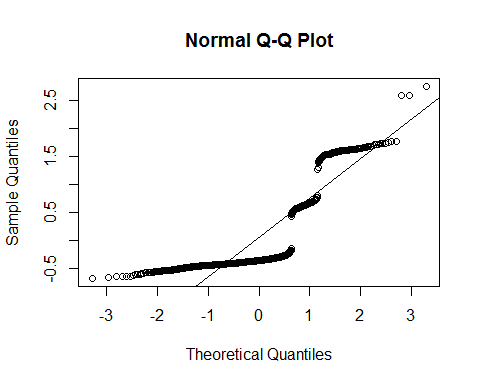 Normal Q-Q Plot
Sample Quantiles
2.5
1.5
0.5
-0.5
-3 -2 -1 0 1 2 3
Theoretical Quantiles